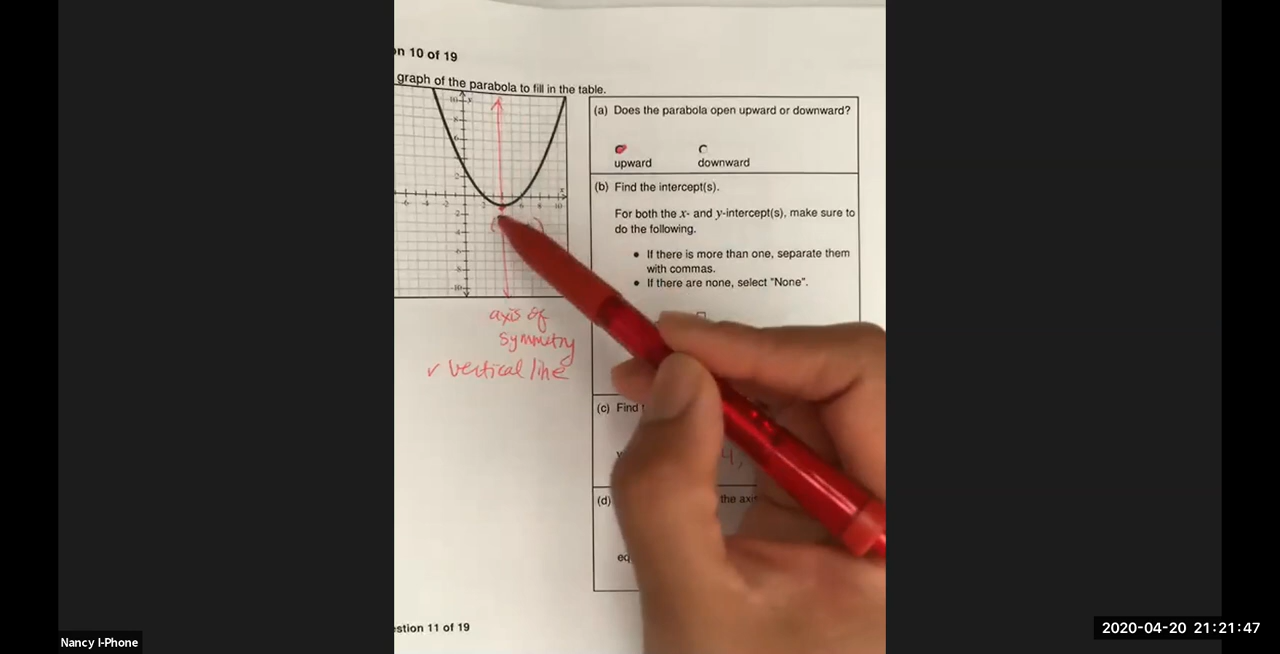 on 10 of 19
graph of the parabola to fill in the table.
(a) Does the parabola open upward or downward?
upward downward
(b) Find the intercept(s).
For both the x- and y-intercept(s), make sure to
do the following.
• If there is more than one, separate them
with commas.
• If there are none, select "None".
axis of
symmetry
✓ vertical line
(c) Find
4,
(d) the axis
eq
estion 11 of 19
Nancy I-Phone
2020-04-20 21:21:47